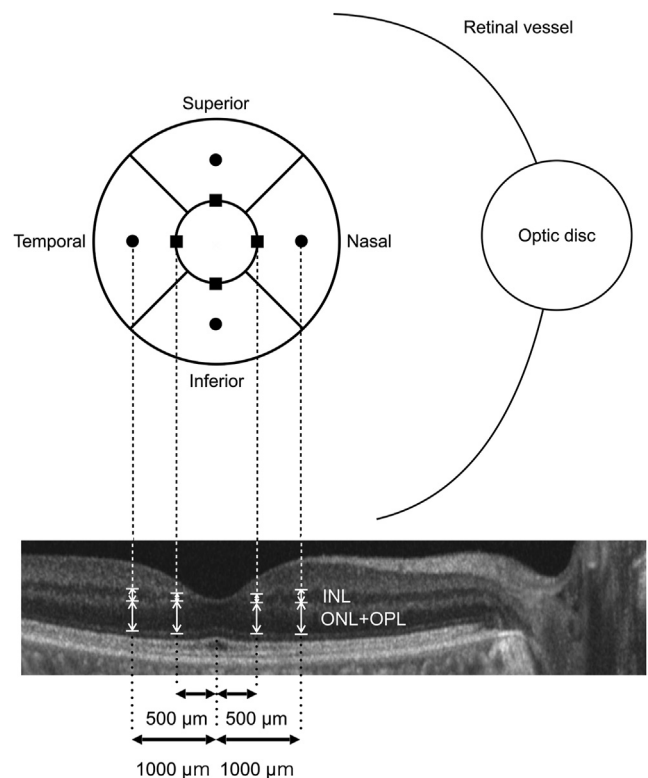 Retinal vessel
Superior
Temporal
Nasal
Optic disc
Inferior
INL
ONL+OPL
500 µm 500 µm
1000 µm 1000 µm